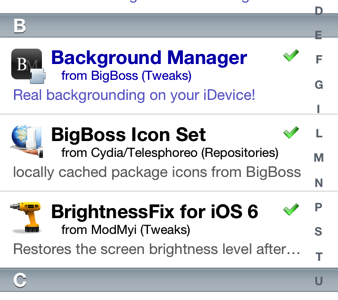 B
Background Manager
from BigBoss (Tweaks)
Real backgrounding on your iDevice!
BigBoss Icon Set
from Cydia/Telesphoreo (Repositories)
locally cached package icons from BigBoss
BrightnessFix for iOS 6
from ModMyi (Tweaks)
Restores the screen brightness level after…
C
D
E
F
G
I
L
M
N
P
S
T
U